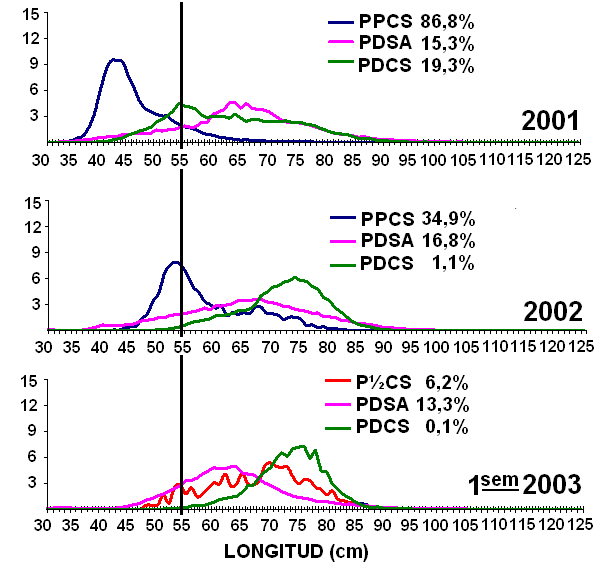 15
12
9
6
3
PPCS 86,8%
PDSA 15,3%
PDCS 19,3%
2001
30 35 40 45 50 55 60 65 70 75 80 85 90 95 100 105 110 115 120 125
15
12
9
6
3
PPCS 34,9%
PDSA 16,8%
PDCS 1,1%
2002
30 35 40 45 50 55 60 65 70 75 80 85 90 95 100 105 110 115 120 125
15
12
9
6
3
P½CS 6,2%
PDSA 13,3%
PDCS 0,1%
1sem 2003
30 35 40 45 50 55 60 65 70 75 80 85 90 95 100 105 110 115 120 125
LONGITUD (cm)